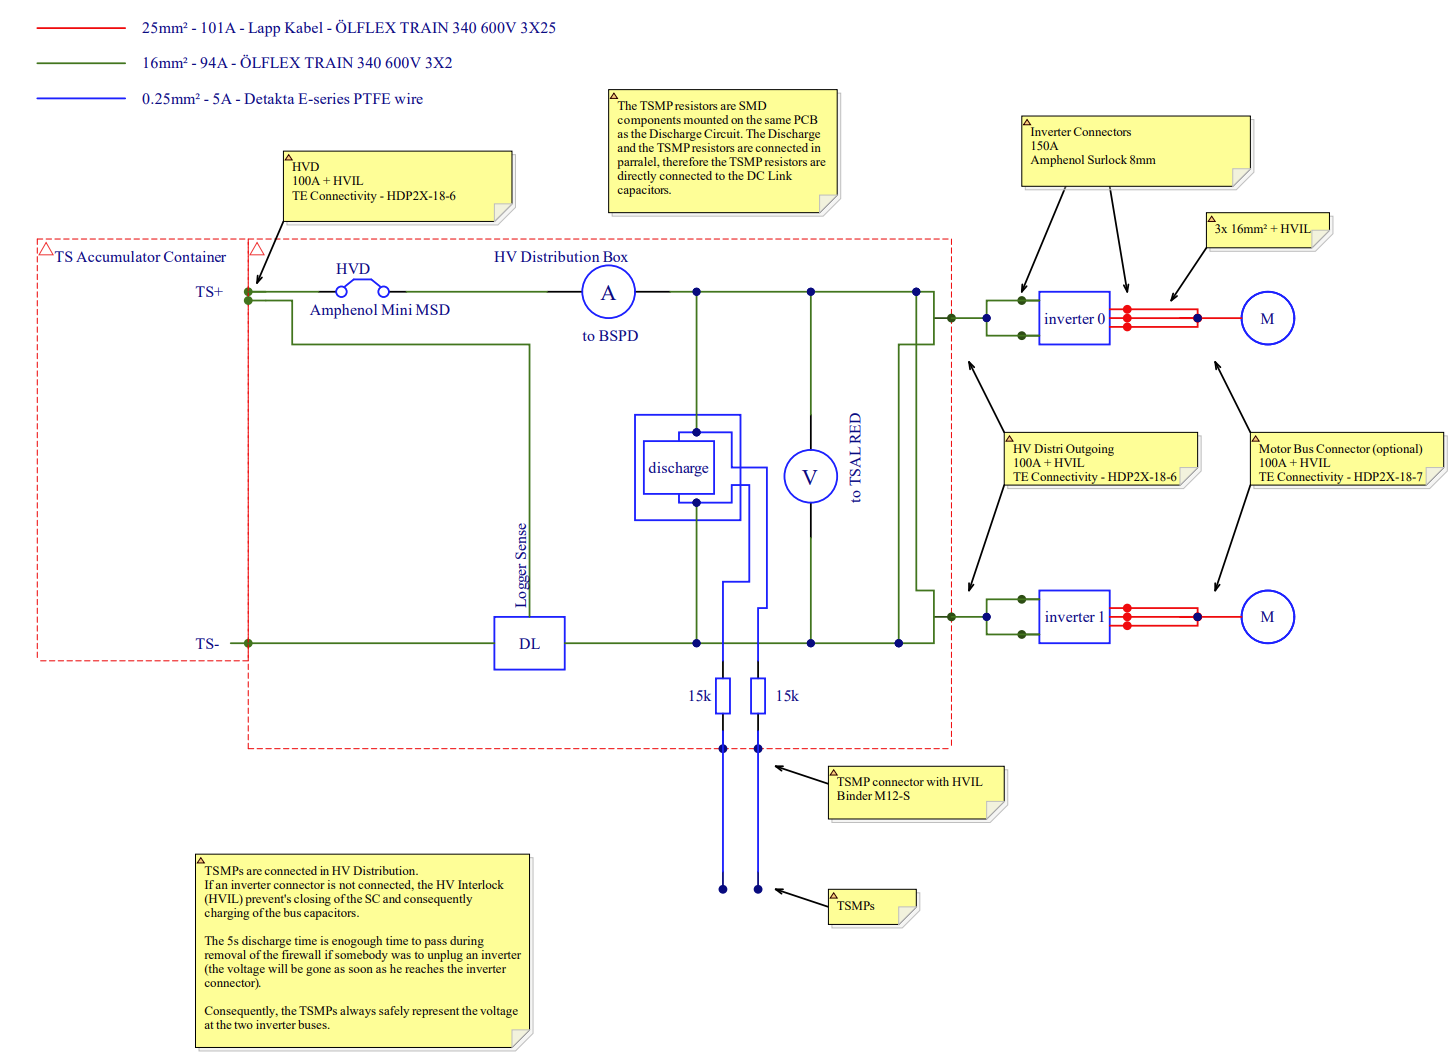 25mm² - 101A - Lapp Kabel - ÖLFLEX TRAIN 340 600V 3X25
16mm² - 94A - ÖLFLEX TRAIN 340 600V 3X2
0.25mm² - 5A - Detakta E-series PTFE wire
The TSMP resistors are SMD
components mounted on the same PCB
as the Discharge Circuit. The Discharge
and the TSMP resistors are connected in
parralel, therefore the TSMP resistors are
directly connected to the DC Link
capacitors.
Inverter Connectors
150A
Amphenol Surlock 8mm
HVD
100A + HVIL
TE Connectivity - HDP2X-18-6
3x 16mm² + HVIL
TS Accumulator Container
HV Distribution Box
HVD
TS+
A
Amphenol Mini MSD
to BSPD
inverter 0
M
HV Distri Outgoing
100A + HVIL
TE Connectivity - HDP2X-18-6
Motor Bus Connector (optional)
100A + HVIL
TE Connectivity - HDP2X-18-7
discharge
V
to TSAL RED
Logger Sense
TS-
DL
inverter 1
M
15k
15k
TSMP connector with HVIL
Binder M12-S
TSMPs
TSMPs are connected in HV Distribution.
If an inverter connector is not connected, the HV Interlock
(HVIL) prevent's closing of the SC and consequently
charging of the bus capacitors.
The 5s discharge time is enogough time to pass during
removal of the firewall if somebody was to unplug an inverter
(the voltage will be gone as soon as he reaches the inverter
connector).
Consequently, the TSMPs always safely represent the voltage
at the two inverter buses.